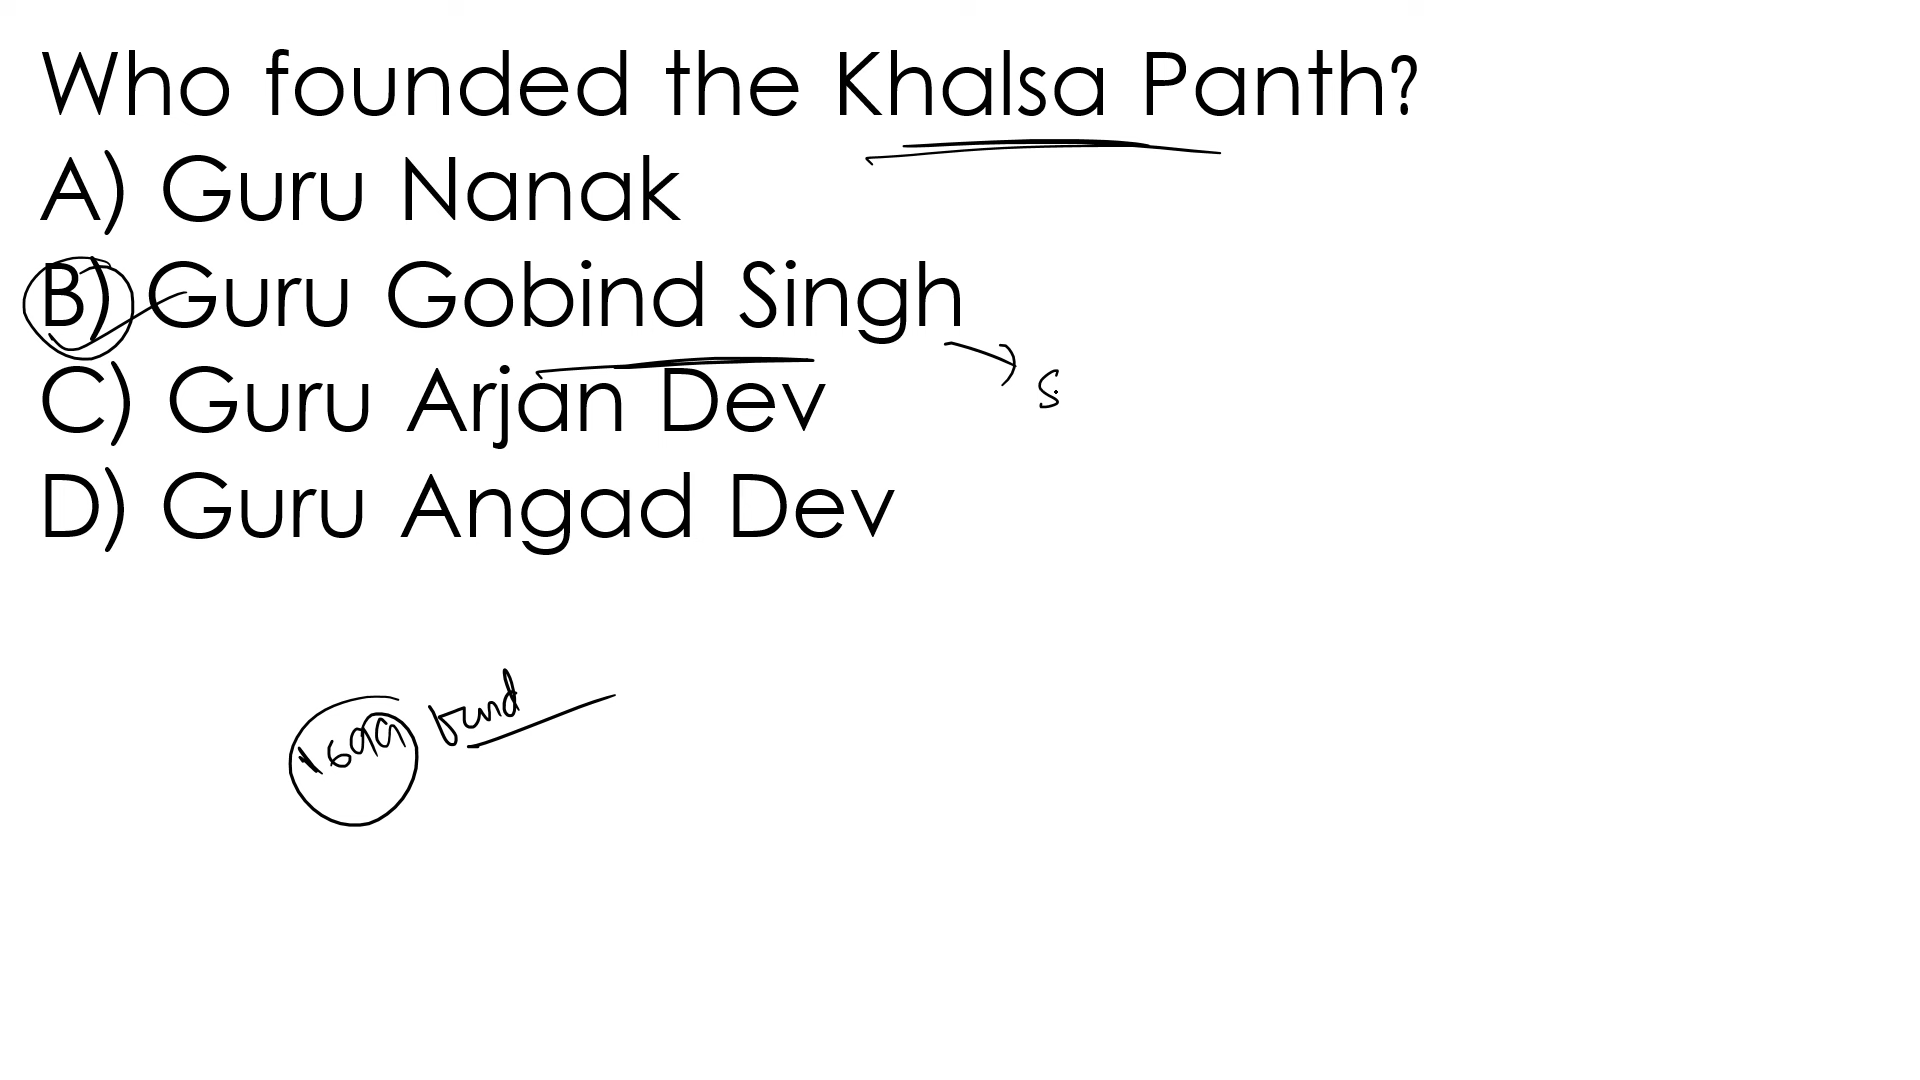 Who founded the Khalsa Panth?
A) Guru Nanak
B) Guru Gobind Singh
S
C) Guru Arjan Dev
D) Guru Angad Dev
1699